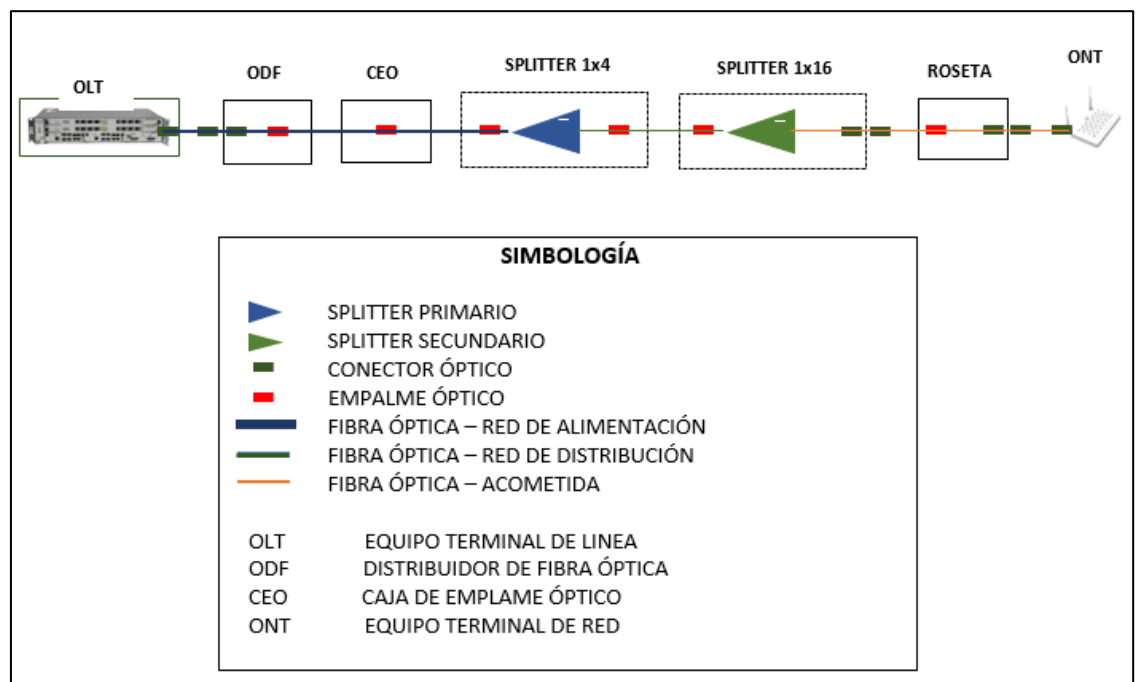 OLT
ODF
CEO
SPLITTER 1x4
SPLITTER 1x16
ROSETA
ONT
SIMBOLOGÍA
SPLITTER PRIMARIO
SPLITTER SECUNDARIO
CONECTOR ÓPTICO
EMPALME ÓPTICO
FIBRA ÓPTICA – RED DE ALIMENTACIÓN
FIBRA ÓPTICA – RED DE DISTRIBUCIÓN
FIBRA ÓPTICA – ACOMETIDA
OLT EQUIPO TERMINAL DE LINEA
ODF DISTRIBUIDOR DE FIBRA ÓPTICA
CEO CAJA DE EMPLAME ÓPTICO
ONT EQUIPO TERMINAL DE RED